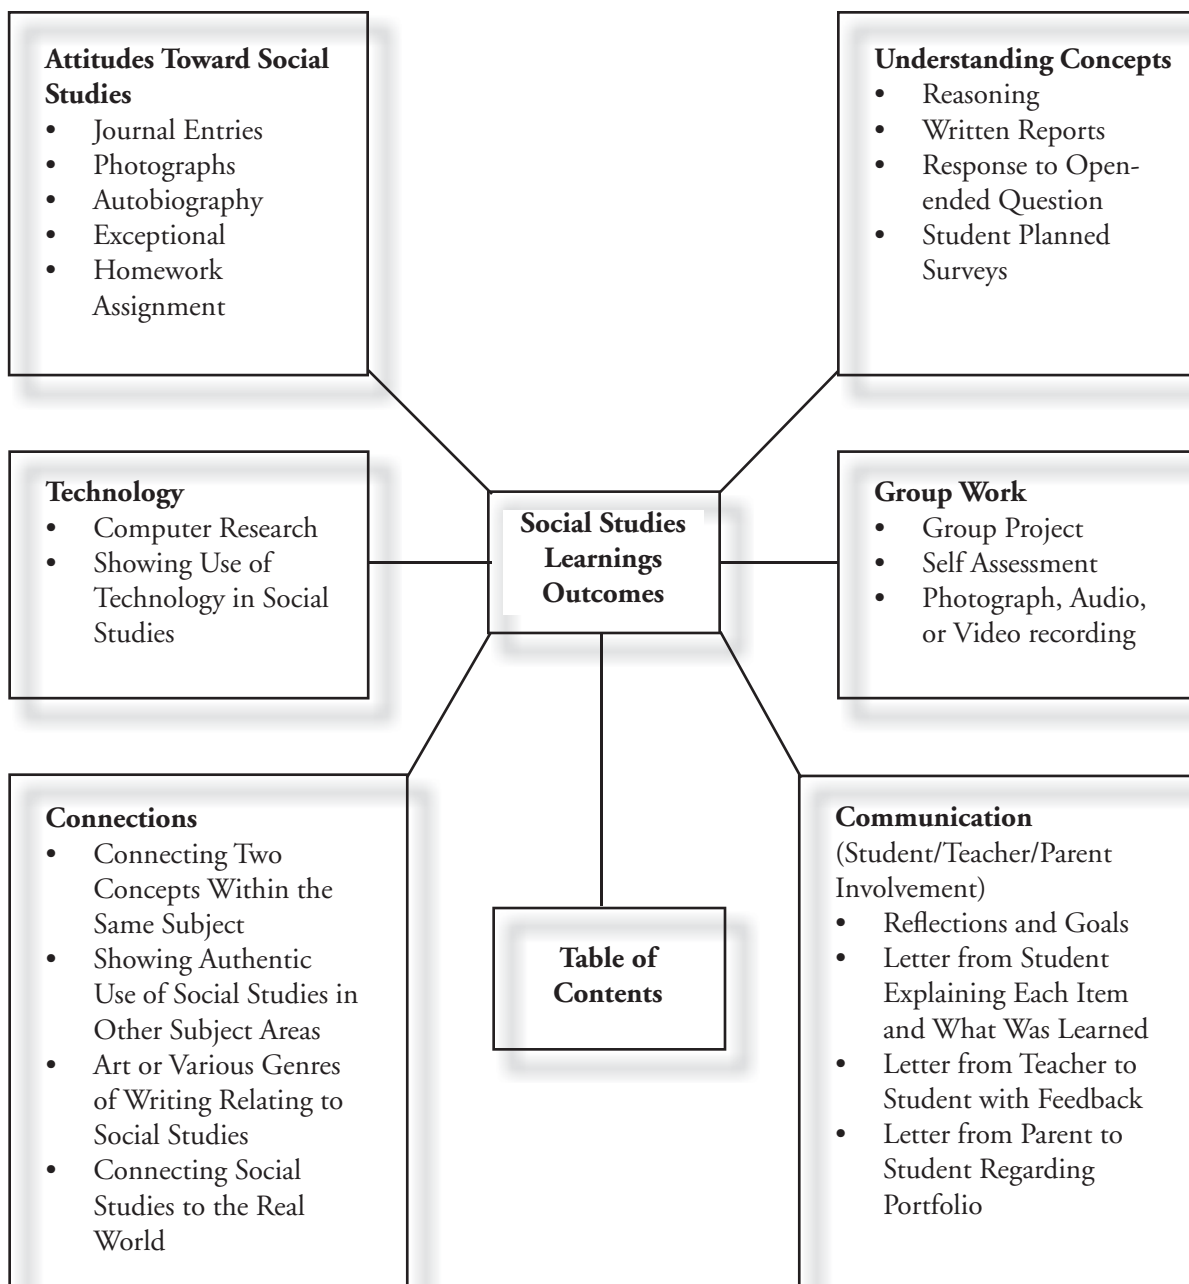 Attitudes Toward Social
Studies
• Journal Entries
• Photographs
• Autobiography
• Exceptional
• Homework
Assignment
Understanding Concepts
• Reasoning
• Written Reports
• Response to Open-
ended Question
• Student Planned
Surveys
Technology
• Computer Research
• Showing Use of
Technology in Social
Studies
Social Studies
Learnings
Outcomes
Group Work
• Group Project
• Self Assessment
• Photograph, Audio,
or Video recording
Connections
• Connecting Two
Concepts Within the
Same Subject
• Showing Authentic
Use of Social Studies in
Other Subject Areas
• Art or Various Genres
of Writing Relating to
Social Studies
• Connecting Social
Studies to the Real
World
Table of
Contents
Communication
(Student/Teacher/Parent
Involvement)
• Reflections and Goals
• Letter from Student
Explaining Each Item
and What Was Learned
• Letter from Teacher to
Student with Feedback
• Letter from Parent to
Student Regarding
Portfolio